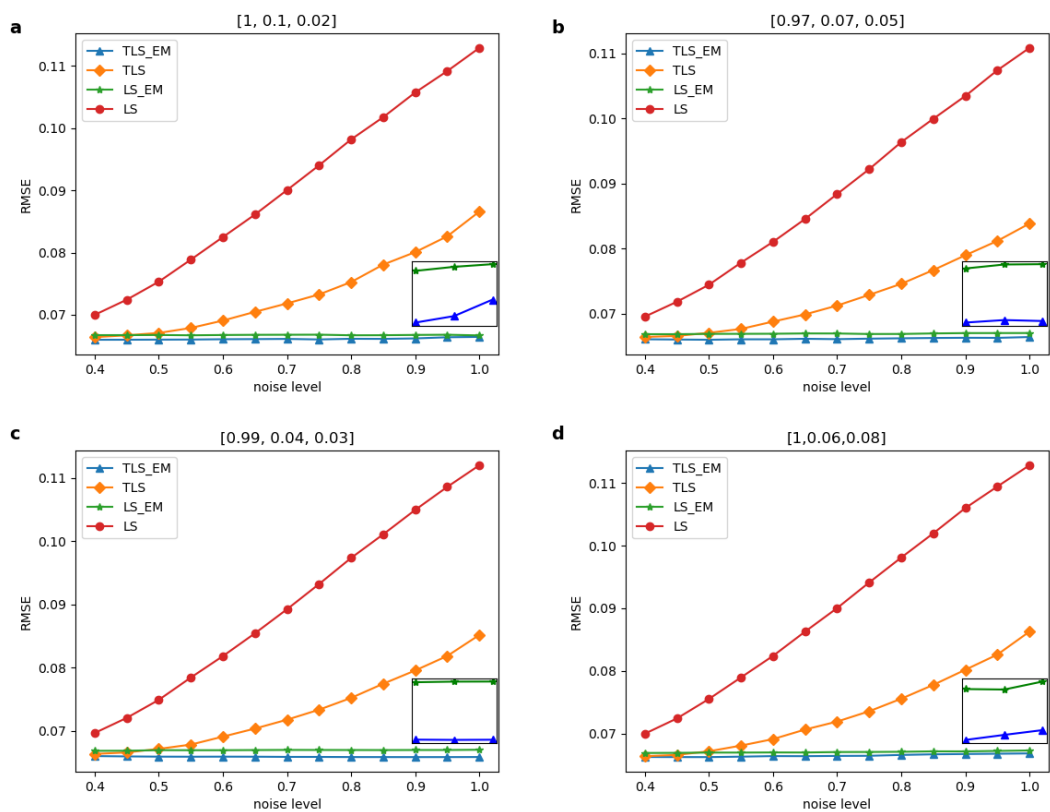 a
[1, 0.1, 0.02]
TLS_EM
TLS
LS_EM
LS
RMSE
0.11
0.10
0.09
0.08
0.07
0.4 0.5 0.6 0.7 0.8 0.9 1.0
noise level
b
[0.97, 0.07, 0.05]
TLS_EM
TLS
LS_EM
LS
RMSE
0.11
0.10
0.09
0.08
0.07
0.4 0.5 0.6 0.7 0.8 0.9 1.0
noise level
c
[0.99, 0.04, 0.03]
TLS_EM
TLS
LS_EM
LS
RMSE
0.11
0.10
0.09
0.08
0.07
0.4 0.5 0.6 0.7 0.8 0.9 1.0
noise level
d
[1,0.06,0.08]
TLS_EM
TLS
LS_EM
LS
RMSE
0.11
0.10
0.09
0.08
0.07
0.4 0.5 0.6 0.7 0.8 0.9 1.0
noise level